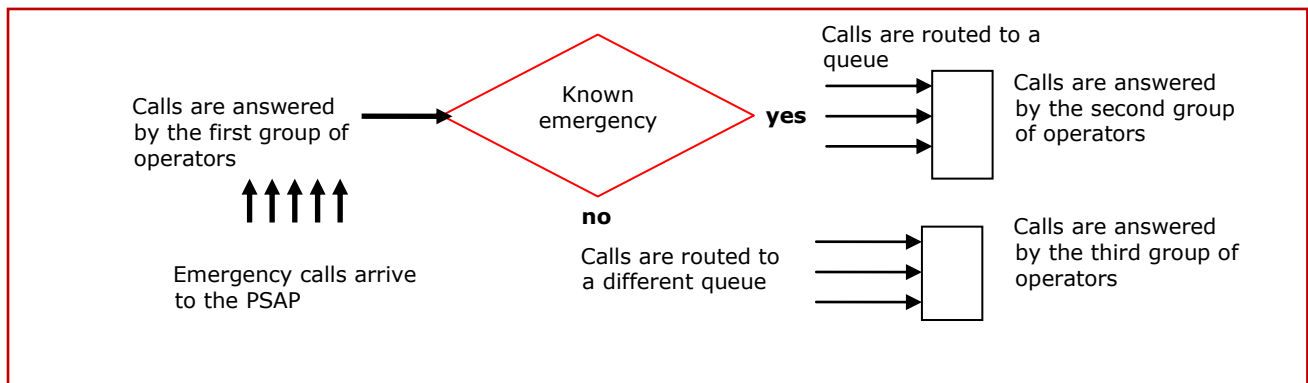 Emergency calls arrive
to the PSAP
Calls are answered
by the first group of
operators
Known
emergency
yes
Calls are routed to a
queue
Calls are answered
by the second group
of operators
no
Calls are routed to
a different queue
Calls are answered
by the third group of
operators